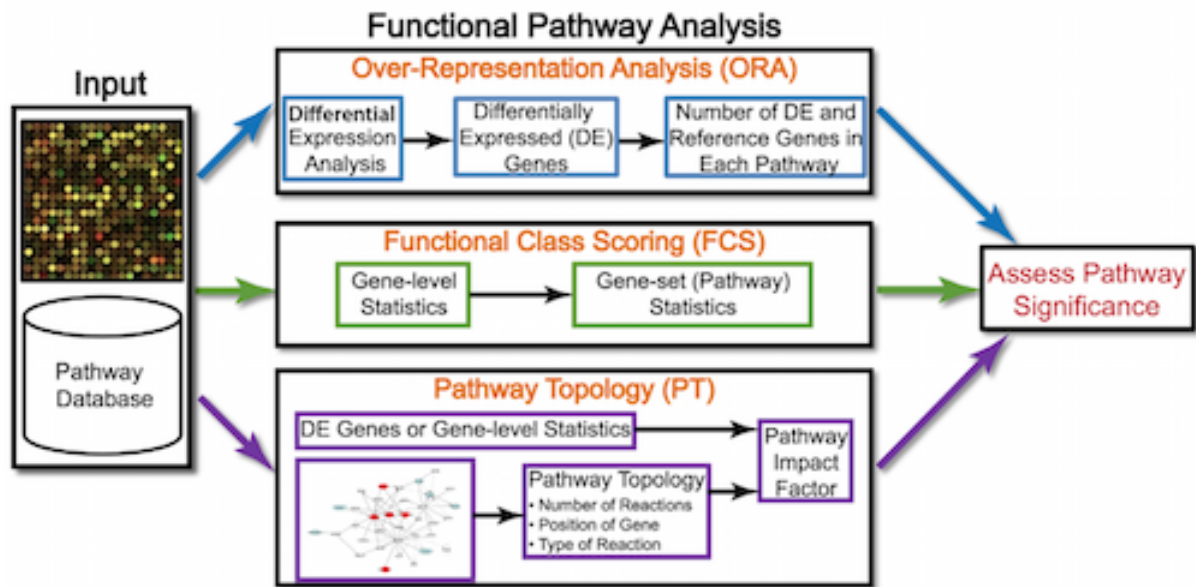 Functional Pathway Analysis
Input
Pathway
Database
Over-Representation Analysis (ORA)
Differential
Expression
Analysis
Differentially
Expressed (DE)
Genes
Number of DE and
Reference Genes in
Each Pathway
Functional Class Scoring (FCS)
Gene-level
Statistics
Gene-set (Pathway)
Statistics
Pathway Topology (PT)
DE Genes or Gene-level Statistics
Pathway Topology
• Number of Reactions
• Position of Gene
• Type of Reaction
Pathway
Impact
Factor
Assess Pathway
Significance